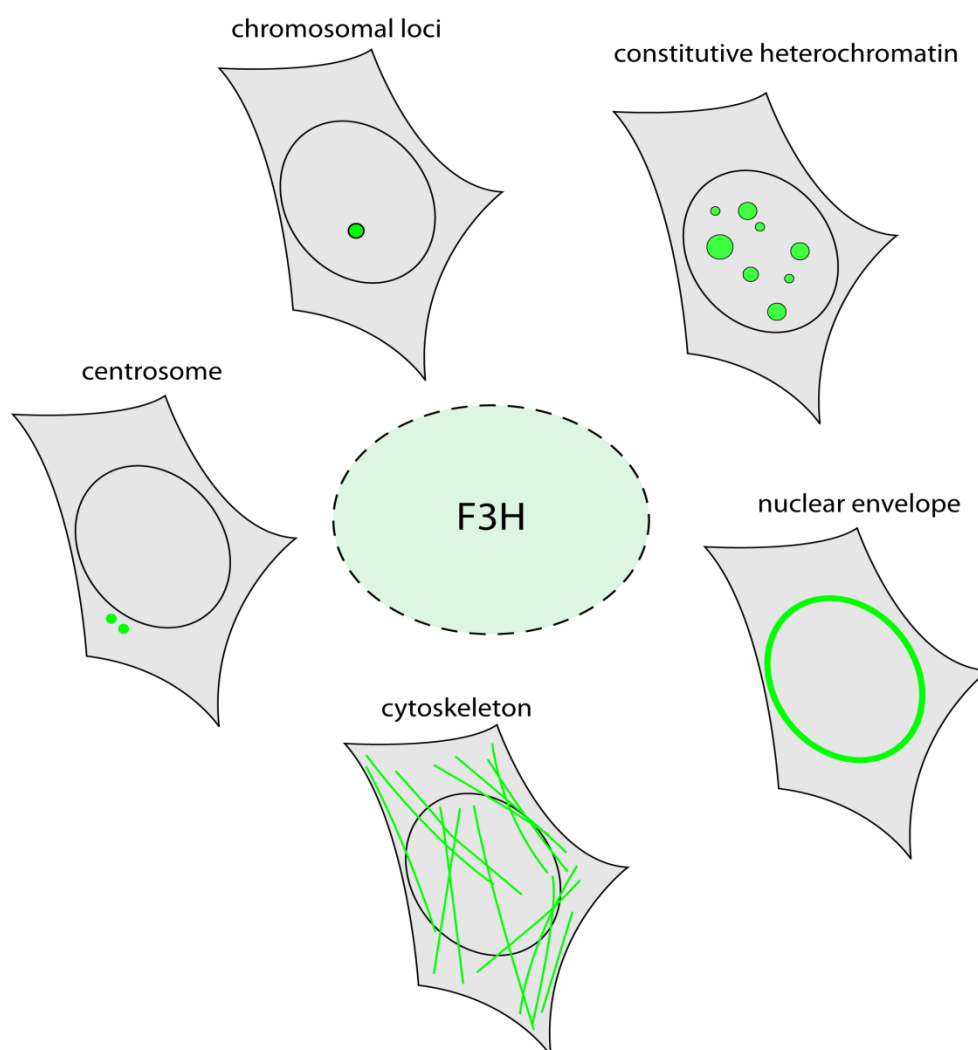 chromosomal loci
constitutive heterochromatin
centrosome
F3H
nuclear envelope
cytoskeleton